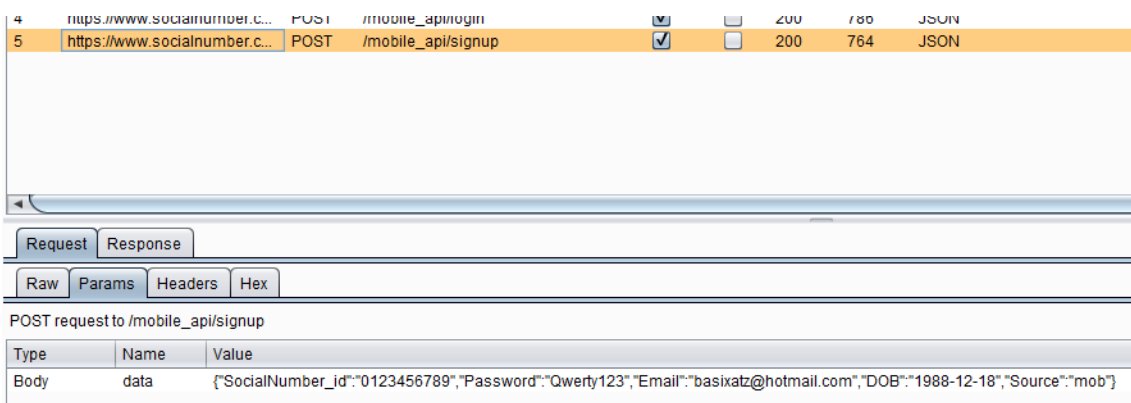 4 https://www.socialnumber.c... POST /mobile_api/login 200 786 JSON
5 https://www.socialnumber.c... POST /mobile_api/signup 200 764 JSON
Request Response
Raw Params Headers Hex
POST request to /mobile_api/signup
Type Name Value
Body data {"SocialNumber_id":"0123456789","Password":"Qwerty123","Email":"basixatz@hotmail.com","DOB":"1988-12-18","Source":"mob"}